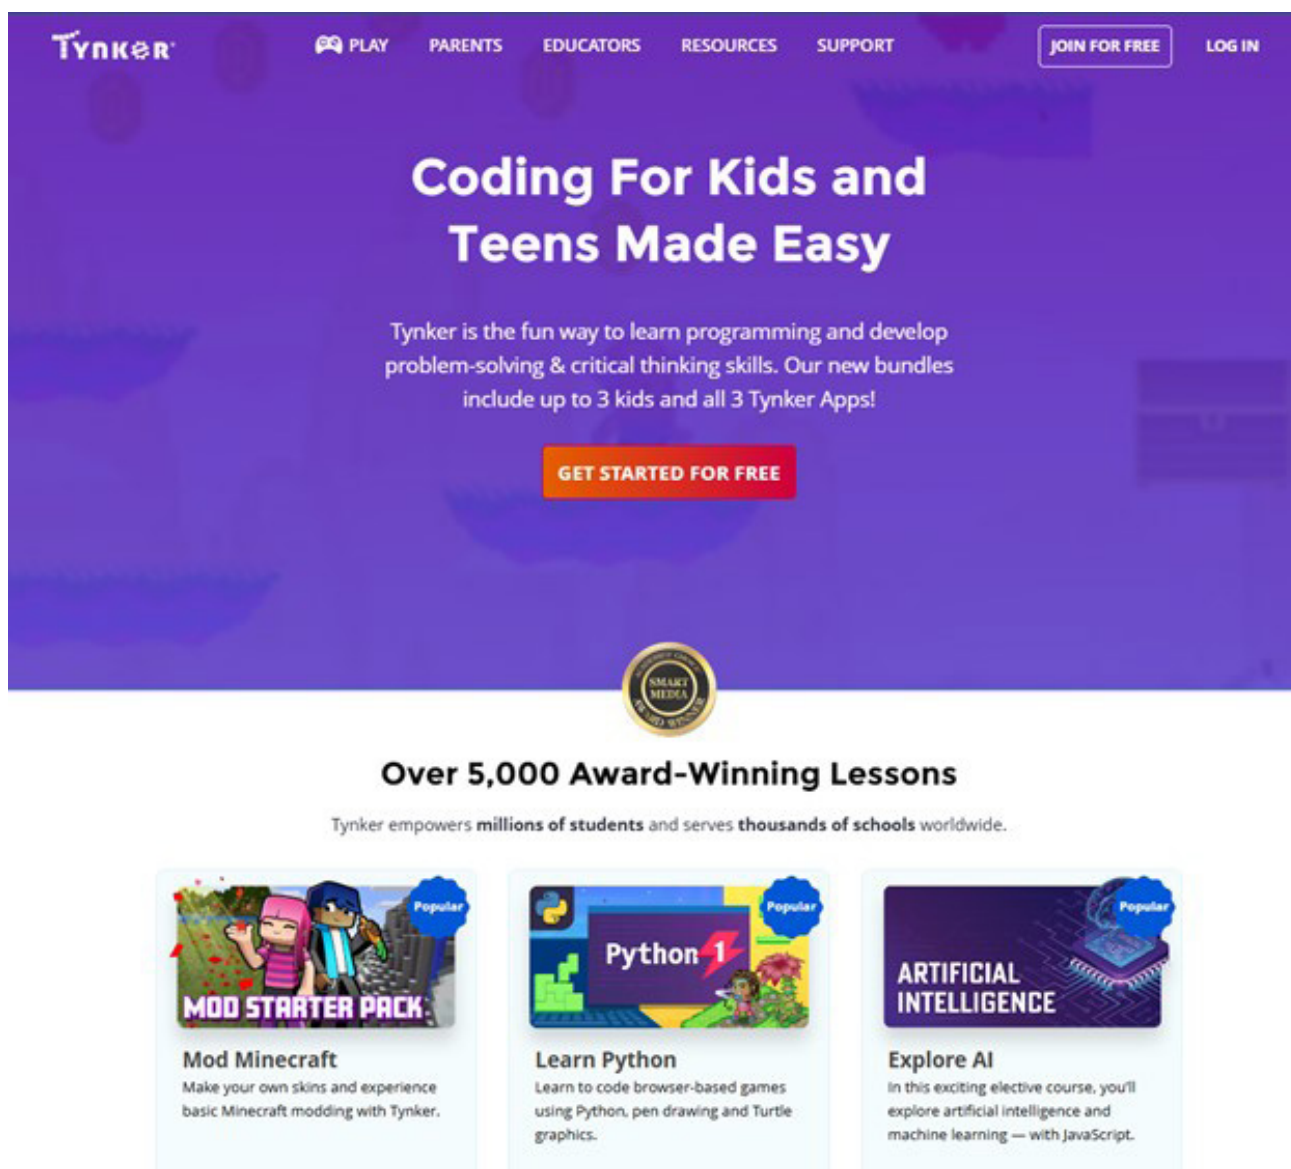 Tynker
PLAY
PARENTS
EDUCATORS
RESOURCES
SUPPORT
JOIN FOR FREE
LOG IN
Coding For Kids and
Teens Made Easy
Tynker is the fun way to learn programming and develop
problem-solving & critical thinking skills. Our new bundles
include up to 3 kids and all 3 Tynker Apps!
GET STARTED FOR FREE
SMART
MEDIA
AWARD WINNER
Over 5,000 Award-Winning Lessons
Tynker empowers millions of students and serves thousands of schools worldwide.
Popular
MOD STARTER PACK
Mod Minecraft
Make your own skins and experience
basic Minecraft modding with Tynker.
Popular
Python 1
Learn Python
Learn to code browser-based games
using Python, pen drawing and Turtle
graphics.
Popular
ARTIFICIAL
INTELLIGENCE
Explore AI
In this exciting elective course, you'll
explore artificial intelligence and
machine learning — with JavaScript.